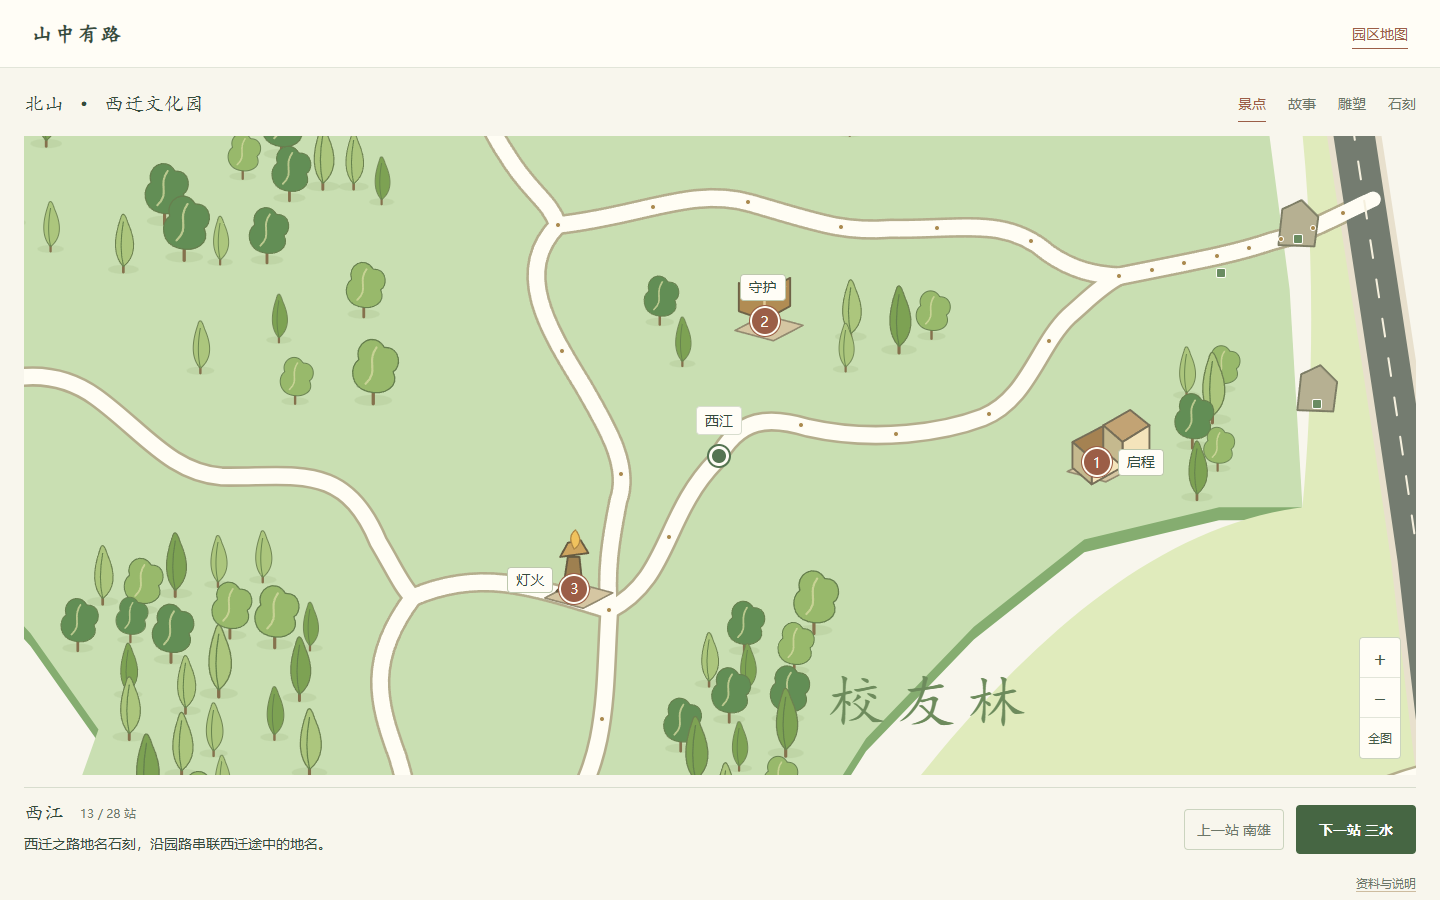 山中有路
园区地图
北山 • 西迁文化园
景点 故事 雕塑 石刻
守护
2
西江
1 启程
灯火 3
校友林
+
−
全图
西江 13 / 28 站
西迁之路地名石刻，沿园路串联西迁途中的地名。
上一站 南雄
下一站 三水
资料与说明